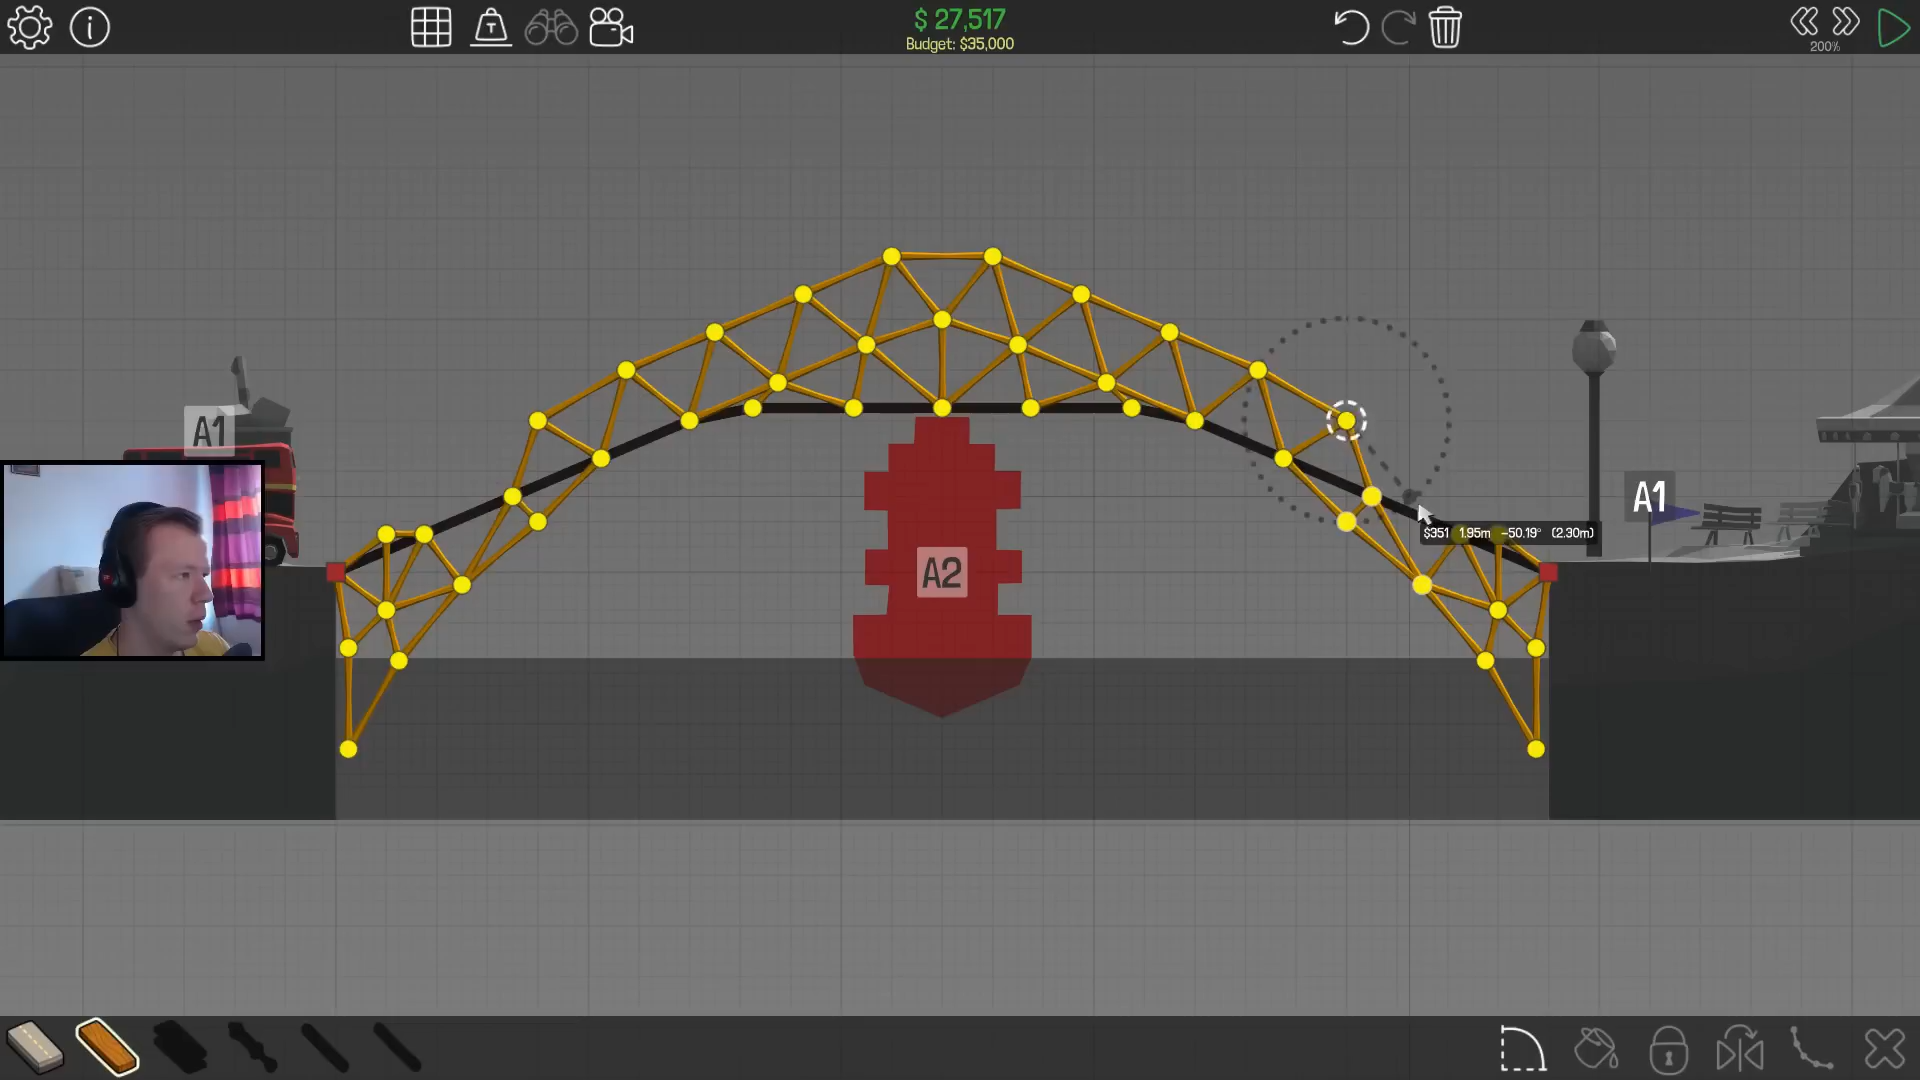 $ 27,517
Budget: $35,000
200%
A1
A1
$351 1.95m -50.19° (2.30m)
A2